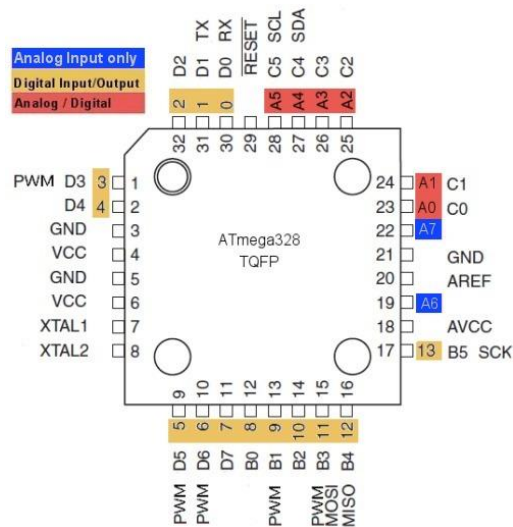 Analog Input only
Digital Input/Output
Analog / Digital
D2
D1 TX
D0 RX
RESET
C5 SCL
C4 SDA
C3
C2
2 1 0 A5 A4 A3 A2
32 31 30 29 28 27 26 25
PWM D3 3 1
D4 4 2
GND 3
VCC 4
GND 5
VCC 6
XTAL1 7
XTAL2 8
ATmega328
TQFP
24 A1 C1
23 A0 C0
22 A7
21 GND
20 AREF
19 A6
18 AVCC
17 13 B5 SCK
9 10 11 12 13 14 15 16
5 6 7 8 9 10 11 12
PWM D5
PWM D6
D7
B0
PWM B1
B2
PWM MOSI B3
MISO B4